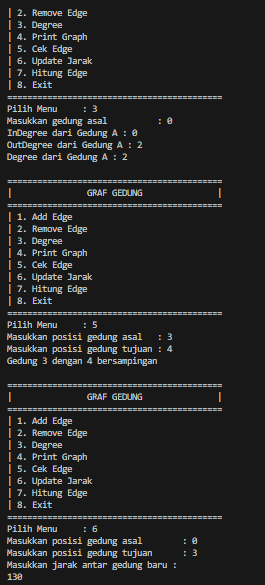 | 2. Remove Edge
| 3. Degree
| 4. Print Graph
| 5. Cek Edge
| 6. Update Jarak
| 7. Hitung Edge
| 8. Exit
===========================================
Pilih Menu     : 3
Masukkan gedung asal          : 0
InDegree dari Gedung A : 0
OutDegree dari Gedung A : 2
Degree dari Gedung A : 2

===========================================
|               GRAF GEDUNG               |
===========================================
| 1. Add Edge
| 2. Remove Edge
| 3. Degree
| 4. Print Graph
| 5. Cek Edge
| 6. Update Jarak
| 7. Hitung Edge
| 8. Exit
===========================================
Pilih Menu     : 5
Masukkan posisi gedung asal   : 3
Masukkan posisi gedung tujuan : 4
Gedung 3 dengan 4 bersampingan

===========================================
|               GRAF GEDUNG               |
===========================================
| 1. Add Edge
| 2. Remove Edge
| 3. Degree
| 4. Print Graph
| 5. Cek Edge
| 6. Update Jarak
| 7. Hitung Edge
| 8. Exit
===========================================
Pilih Menu     : 6
Masukkan posisi gedung asal        : 0
Masukkan posisi gedung tujuan      : 3
Masukkan jarak antar gedung baru :
130